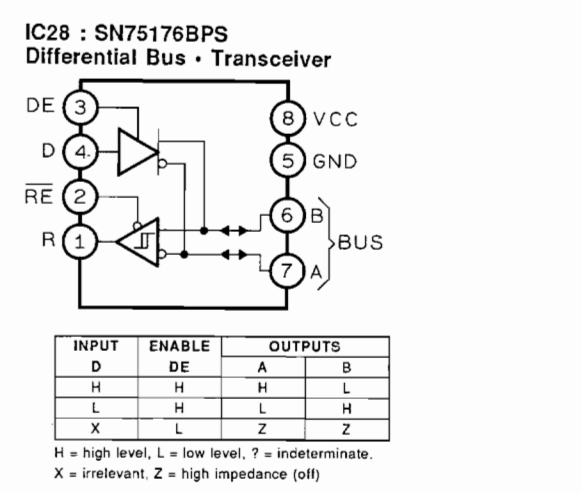 IC28 : SN75176BPS
Differential Bus • Transceiver
DE 3
8 VCC
D 4
5 GND
RE 2
6 B
R 1
BUS
7 A
INPUT ENABLE OUTPUTS
D DE A B
H H H L
L H L H
X L Z Z
H = high level, L = low level, ? = indeterminate.
X = irrelevant, Z = high impedance (off)